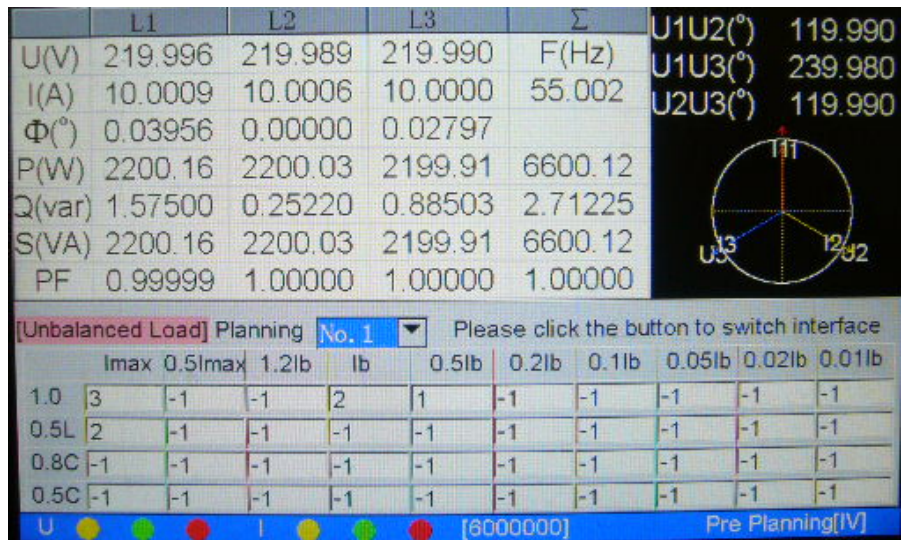 L1 L2 L3 Σ
U(V) 219.996 219.989 219.990 F(Hz)
I(A) 10.0009 10.0006 10.0000 55.002
Φ(°) 0.03956 0.00000 0.02797
P(W) 2200.16 2200.03 2199.91 6600.12
Q(var) 1.57500 0.25220 0.88503 2.71225
S(VA) 2200.16 2200.03 2199.91 6600.12
PF 0.99999 1.00000 1.00000 1.00000
U1U2(°) 119.990
U1U3(°) 239.980
U2U3(°) 119.990
[Unbalanced Load] Planning No.1 Please click the button to switch interface
Imax 0.5Imax 1.2Ib Ib 0.5Ib 0.2Ib 0.1Ib 0.05Ib 0.02Ib 0.01Ib
1.0 3 -1 -1 2 1 -1 -1 -1 -1 -1
0.5L 2 -1 -1 -1 -1 -1 -1 -1 -1 -1
0.8C -1 -1 -1 -1 -1 -1 -1 -1 -1 -1
0.5C -1 -1 -1 -1 -1 -1 -1 -1 -1 -1
U I [6000000] Pre Planning[IV]